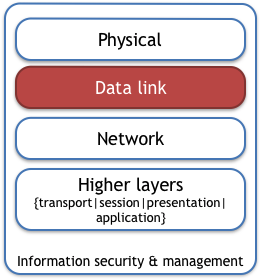 Physical
Data link
Network
Higher layers
{transport|session|presentation|
application}
Information security & management